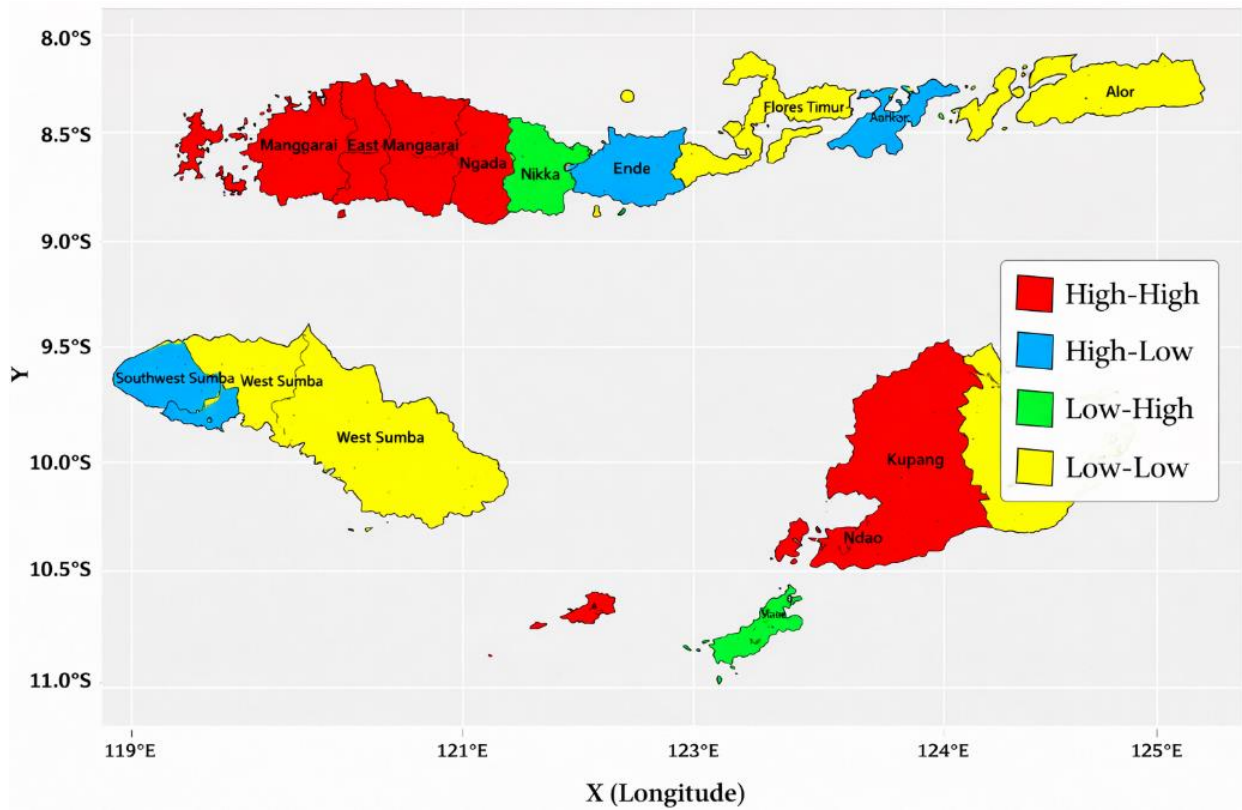 8.0°S
8.5°S
9.0°S
9.5°S
10.0°S
10.5°S
11.0°S
Y
Manggarai
East Mangaarai
Ngada
Nikka
Ende
Flores Timur
Alor
Southwest Sumba
West Sumba
West Sumba
Kupang
Ndao
High-High
High-Low
Low-High
Low-Low
119°E
121°E
123°E
124°E
125°E
X (Longitude)